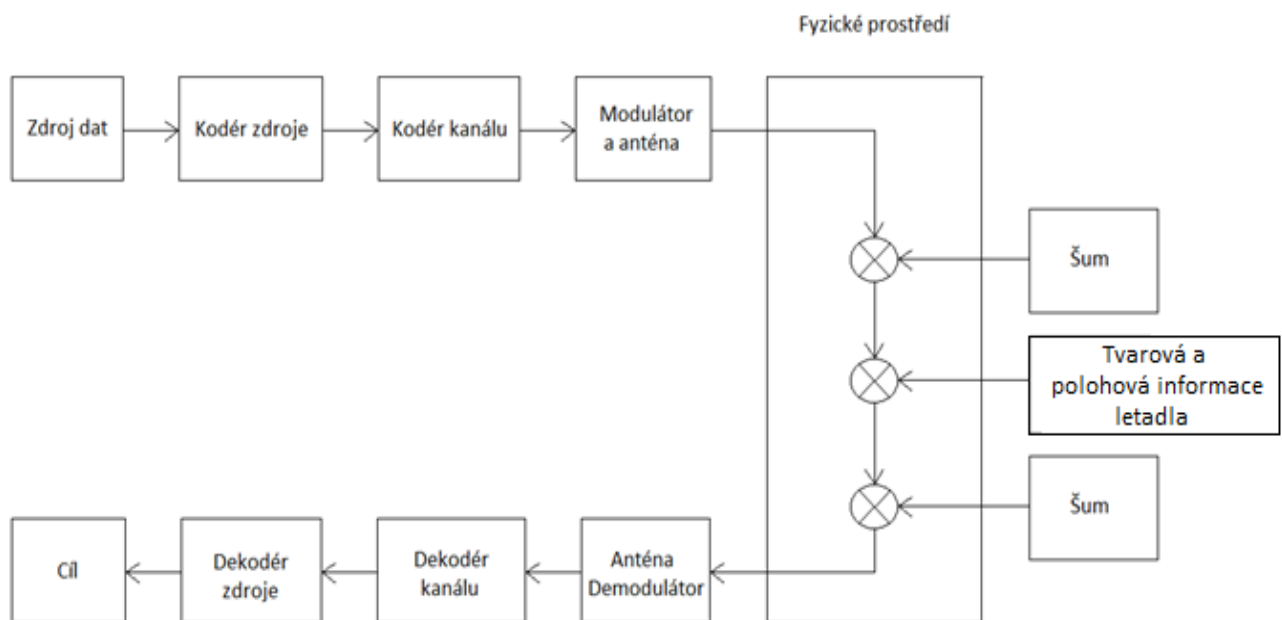 Fyzické prostředí
Zdroj dat
Kodér zdroje
Kodér kanálu
Modulátor
a anténa
Šum
Tvarová a
polohová informace
letadla
Šum
Cíl
Dekodér
zdroje
Dekodér
kanálu
Anténa
Demodulátor